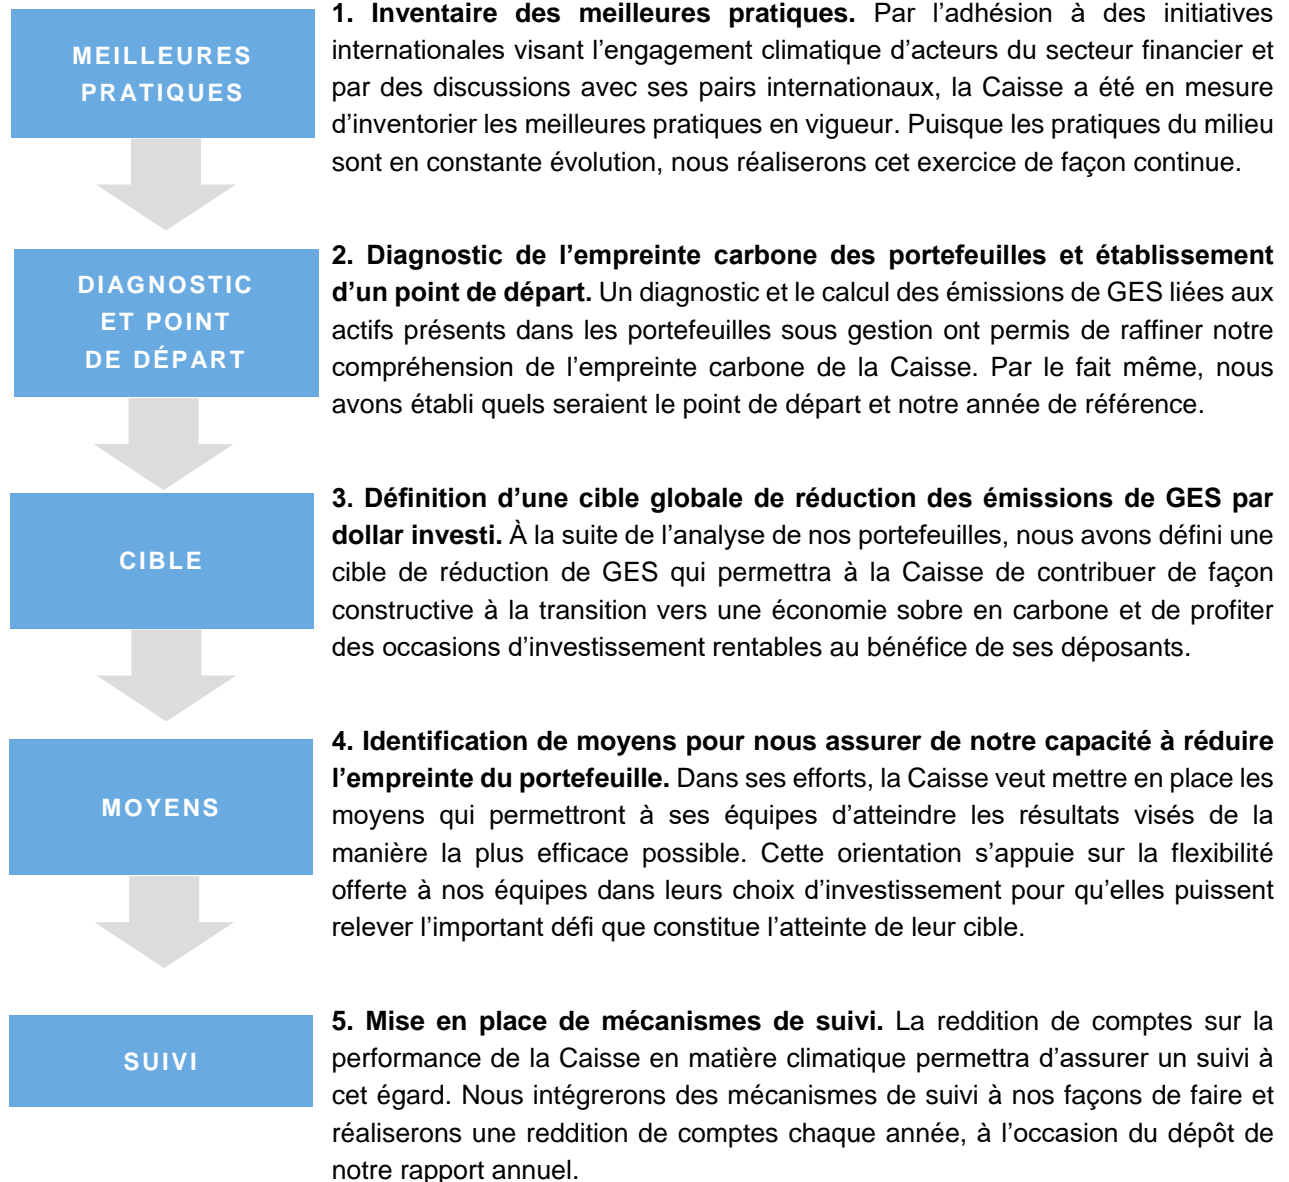 MEILLEURES
PRATIQUES
1. Inventaire des meilleures pratiques. Par l’adhésion à des initiatives
internationales visant l’engagement climatique d’acteurs du secteur financier et
par des discussions avec ses pairs internationaux, la Caisse a été en mesure
d’inventorier les meilleures pratiques en vigueur. Puisque les pratiques du milieu
sont en constante évolution, nous réaliserons cet exercice de façon continue.
DIAGNOSTIC
ET POINT
DE DÉPART
2. Diagnostic de l’empreinte carbone des portefeuilles et établissement
d’un point de départ. Un diagnostic et le calcul des émissions de GES liées aux
actifs présents dans les portefeuilles sous gestion ont permis de raffiner notre
compréhension de l’empreinte carbone de la Caisse. Par le fait même, nous
avons établi quels seraient le point de départ et notre année de référence.
CIBLE
3. Définition d’une cible globale de réduction des émissions de GES par
dollar investi. À la suite de l’analyse de nos portefeuilles, nous avons défini une
cible de réduction de GES qui permettra à la Caisse de contribuer de façon
constructive à la transition vers une économie sobre en carbone et de profiter
des occasions d’investissement rentables au bénéfice de ses déposants.
MOYENS
4. Identification de moyens pour nous assurer de notre capacité à réduire
l’empreinte du portefeuille. Dans ses efforts, la Caisse veut mettre en place les
moyens qui permettront à ses équipes d’atteindre les résultats visés de la
manière la plus efficace possible. Cette orientation s’appuie sur la flexibilité
offerte à nos équipes dans leurs choix d’investissement pour qu’elles puissent
relever l’important défi que constitue l’atteinte de leur cible.
SUIVI
5. Mise en place de mécanismes de suivi. La reddition de comptes sur la
performance de la Caisse en matière climatique permettra d’assurer un suivi à
cet égard. Nous intégrerons des mécanismes de suivi à nos façons de faire et
réaliserons une reddition de comptes chaque année, à l’occasion du dépôt de
notre rapport annuel.